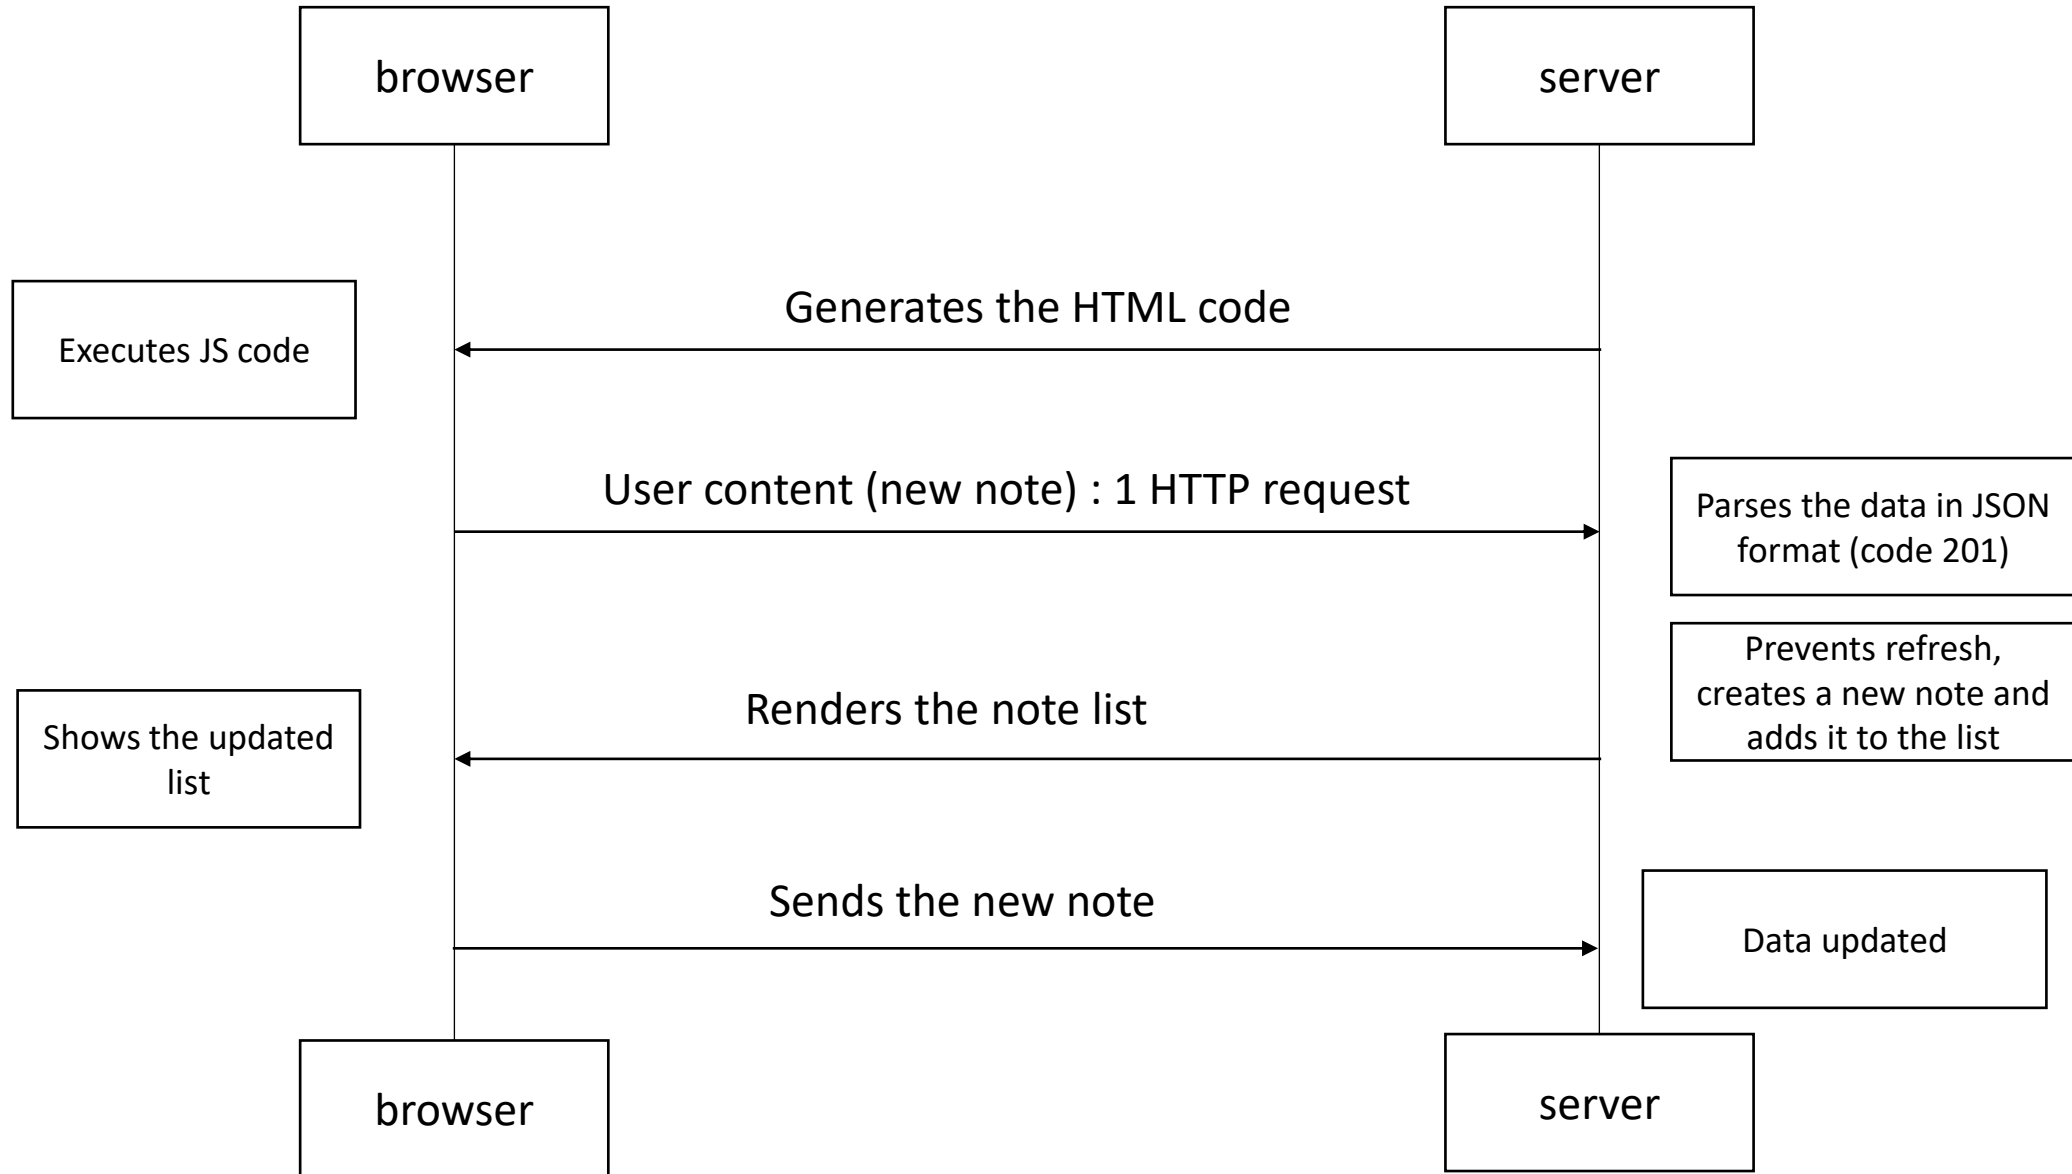 browser
server
Generates the HTML code
Executes JS code
User content (new note) : 1 HTTP request
Parses the data in JSON
format (code 201)
Prevents refresh,
creates a new note and
adds it to the list
Renders the note list
Shows the updated
list
Sends the new note
Data updated
browser
server